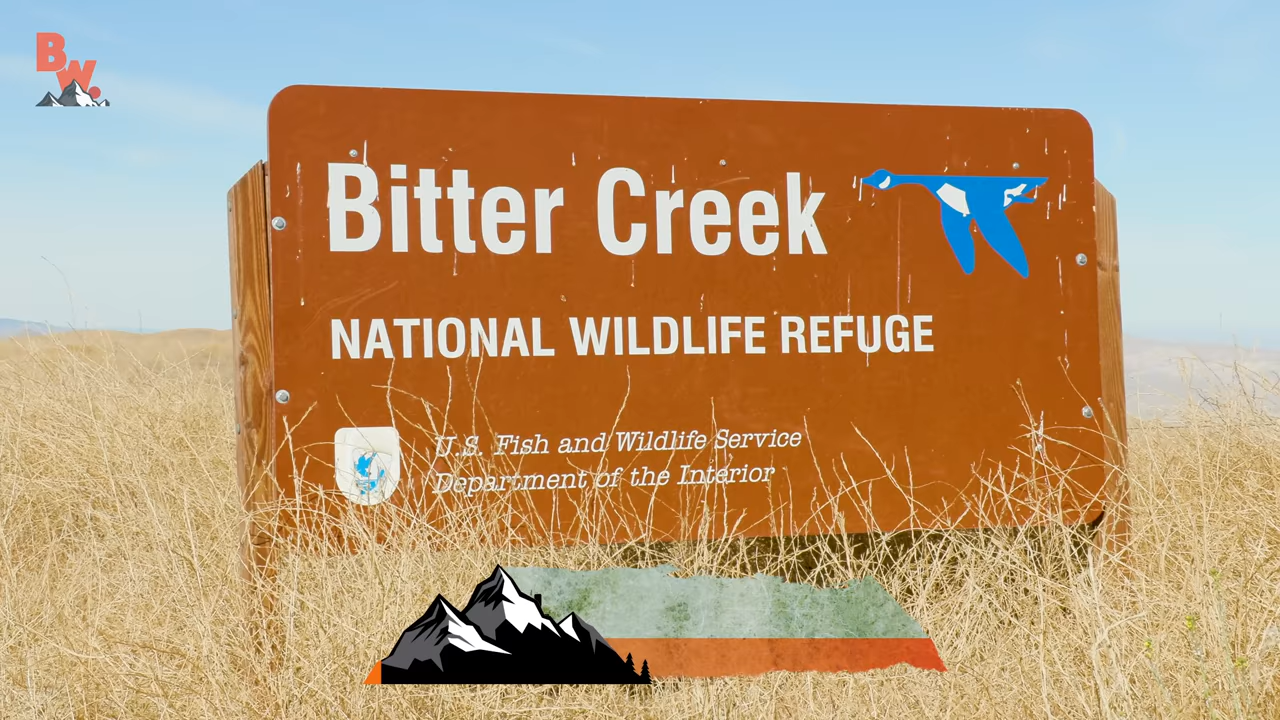 B
W.
Bitter Creek
NATIONAL WILDLIFE REFUGE
U.S. Fish and Wildlife Service
Department of the Interior